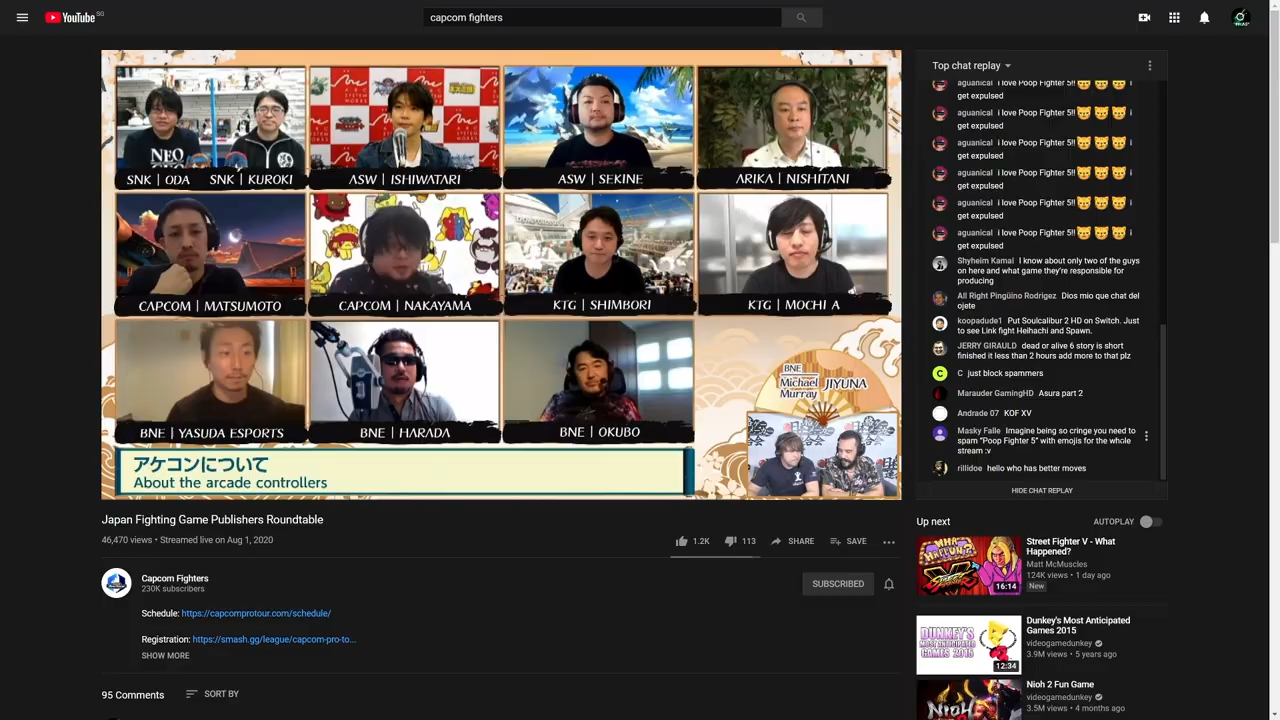 YouTube SG
capcom fighters
NEO
SNK | ODA SNK | KUROKI
ASW | ISHIWATARI
ASW | SEKINE
ARIKA | NISHITANI
CAPCOM | MATSUMOTO
CAPCOM | NAKAYAMA
KTG | SHIMBORI
KTG | MOCHI A
BNE | YASUDA ESPORTS
BNE | HARADA
BNE | OKUBO
BNE
Michael
Murray
JIYUNA
アケコンについて
About the arcade controllers
Top chat replay
aguanical i love Poop Fighter 5!! i
get expulsed
aguanical i love Poop Fighter 5!! i
get expulsed
aguanical i love Poop Fighter 5!! i
get expulsed
aguanical i love Poop Fighter 5!! i
get expulsed
aguanical i love Poop Fighter 5!! i
get expulsed
aguanical i love Poop Fighter 5!! i
get expulsed
Shyheim Kamal I know about only two of the guys
on here and what game they're responsible for
producing
All Right Pingüino Rodrigez Dios mio que chat del
ojete
koopadude1 Put Soulcalibur 2 HD on Switch. Just
to see Link fight Heihachi and Spawn.
JERRY GIRAULD dead or alive 6 story is short
finished it less than 2 hours add more to that plz
C just block spammers
Marauder GamingHD Asura part 2
Andrade 07 KOF XV
Masky Falle Imagine being so cringe you need to
spam "Poop Fighter 5" with emojis for the whole
stream :v
rillidoe hello who has better moves
HIDE CHAT REPLAY
Japan Fighting Game Publishers Roundtable
46,470 views • Streamed live on Aug 1, 2020
1.2K 113 SHARE SAVE
Capcom Fighters
230K subscribers
SUBSCRIBED
Schedule: https://capcomprotour.com/schedule/
Registration: https://smash.gg/league/capcom-pro-to...
SHOW MORE
95 Comments SORT BY
Up next AUTOPLAY
16:14
Street Fighter V - What
Happened?
Matt McMuscles
124K views • 1 day ago
New
DUNKEY'S
MOST ANTICIPATED
GAMES 2015
12:34
Dunkey's Most Anticipated
Games 2015
videogamedunkey
3.9M views • 5 years ago
NIOH
Nioh 2 Fun Game
videogamedunkey
3.5M views • 4 months ago